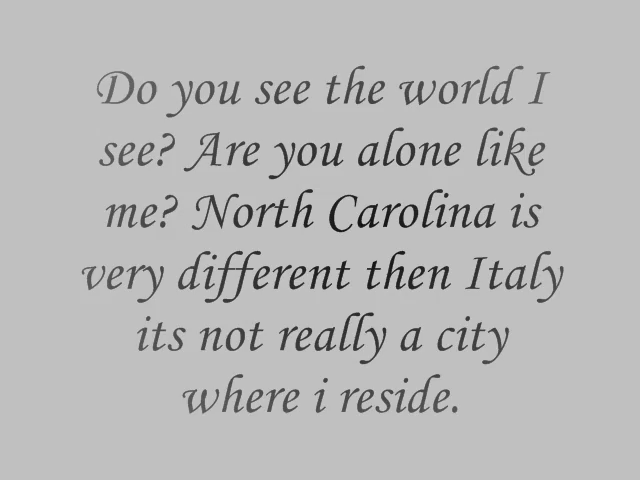 Do you see the world I
see? Are you alone like
me? North Carolina is
very different then Italy
its not really a city
where i reside.